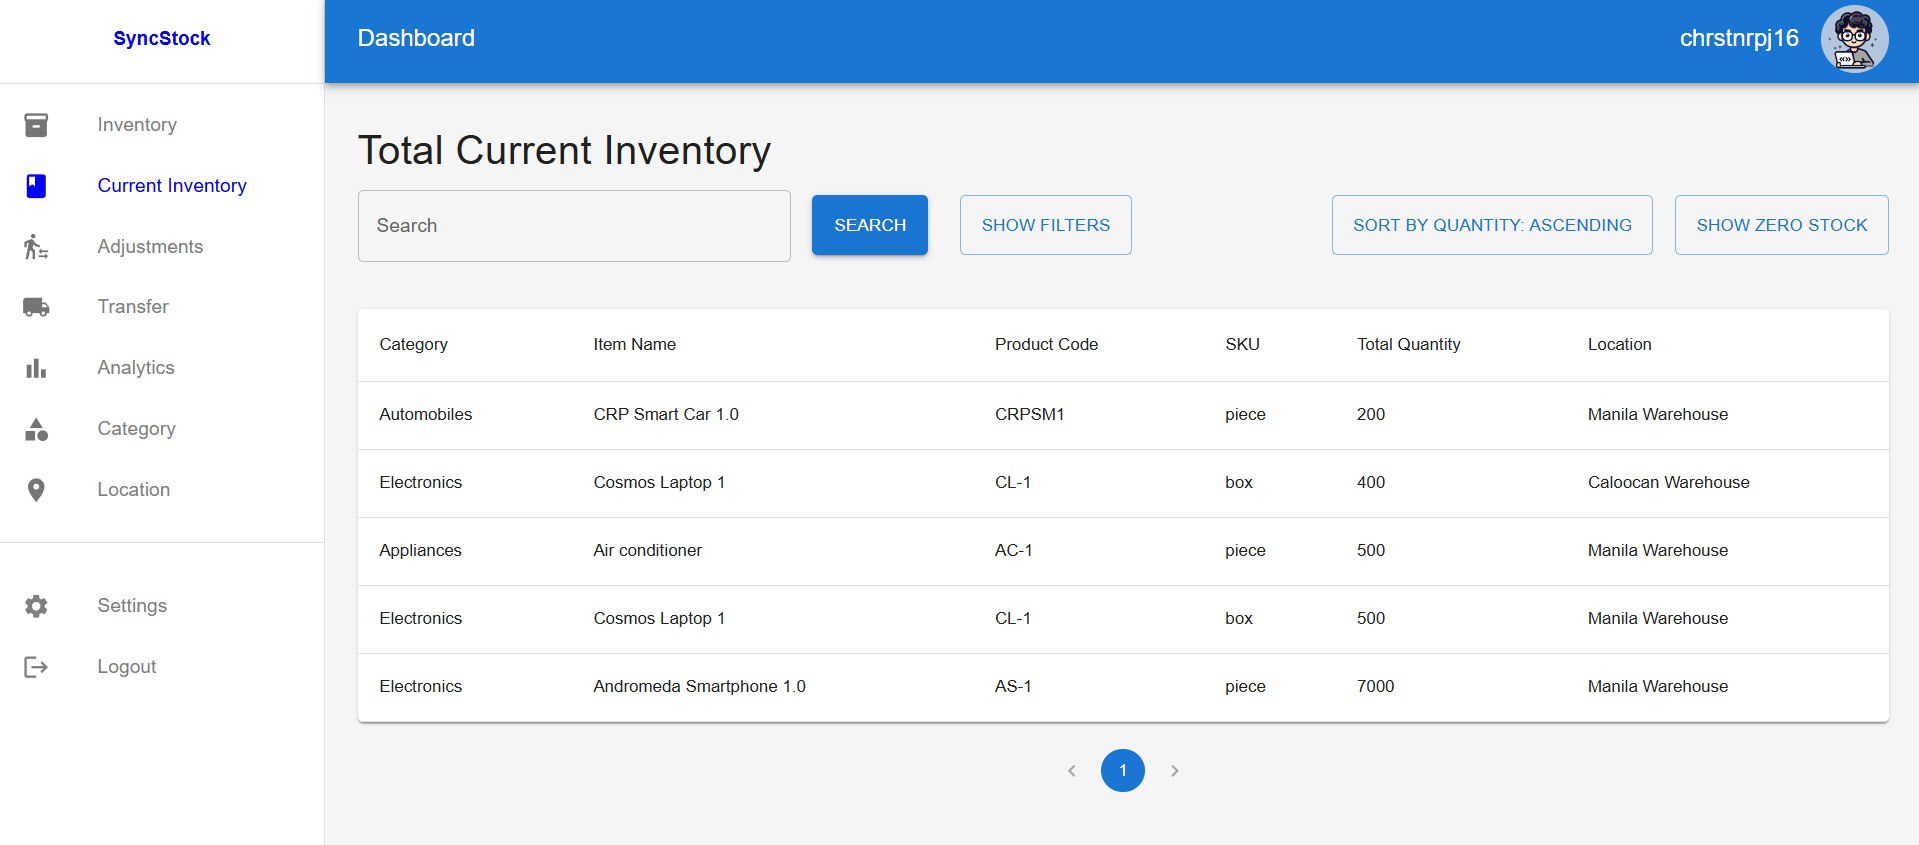 SyncStock
Dashboard
chrstnrpj16
Inventory
Current Inventory
Adjustments
Transfer
Analytics
Category
Location
Settings
Logout
Total Current Inventory
Search SEARCH SHOW FILTERS SORT BY QUANTITY: ASCENDING SHOW ZERO STOCK
Category Item Name Product Code SKU Total Quantity Location
Automobiles CRP Smart Car 1.0 CRPSM1 piece 200 Manila Warehouse
Electronics Cosmos Laptop 1 CL-1 box 400 Caloocan Warehouse
Appliances Air conditioner AC-1 piece 500 Manila Warehouse
Electronics Cosmos Laptop 1 CL-1 box 500 Manila Warehouse
Electronics Andromeda Smartphone 1.0 AS-1 piece 7000 Manila Warehouse
1